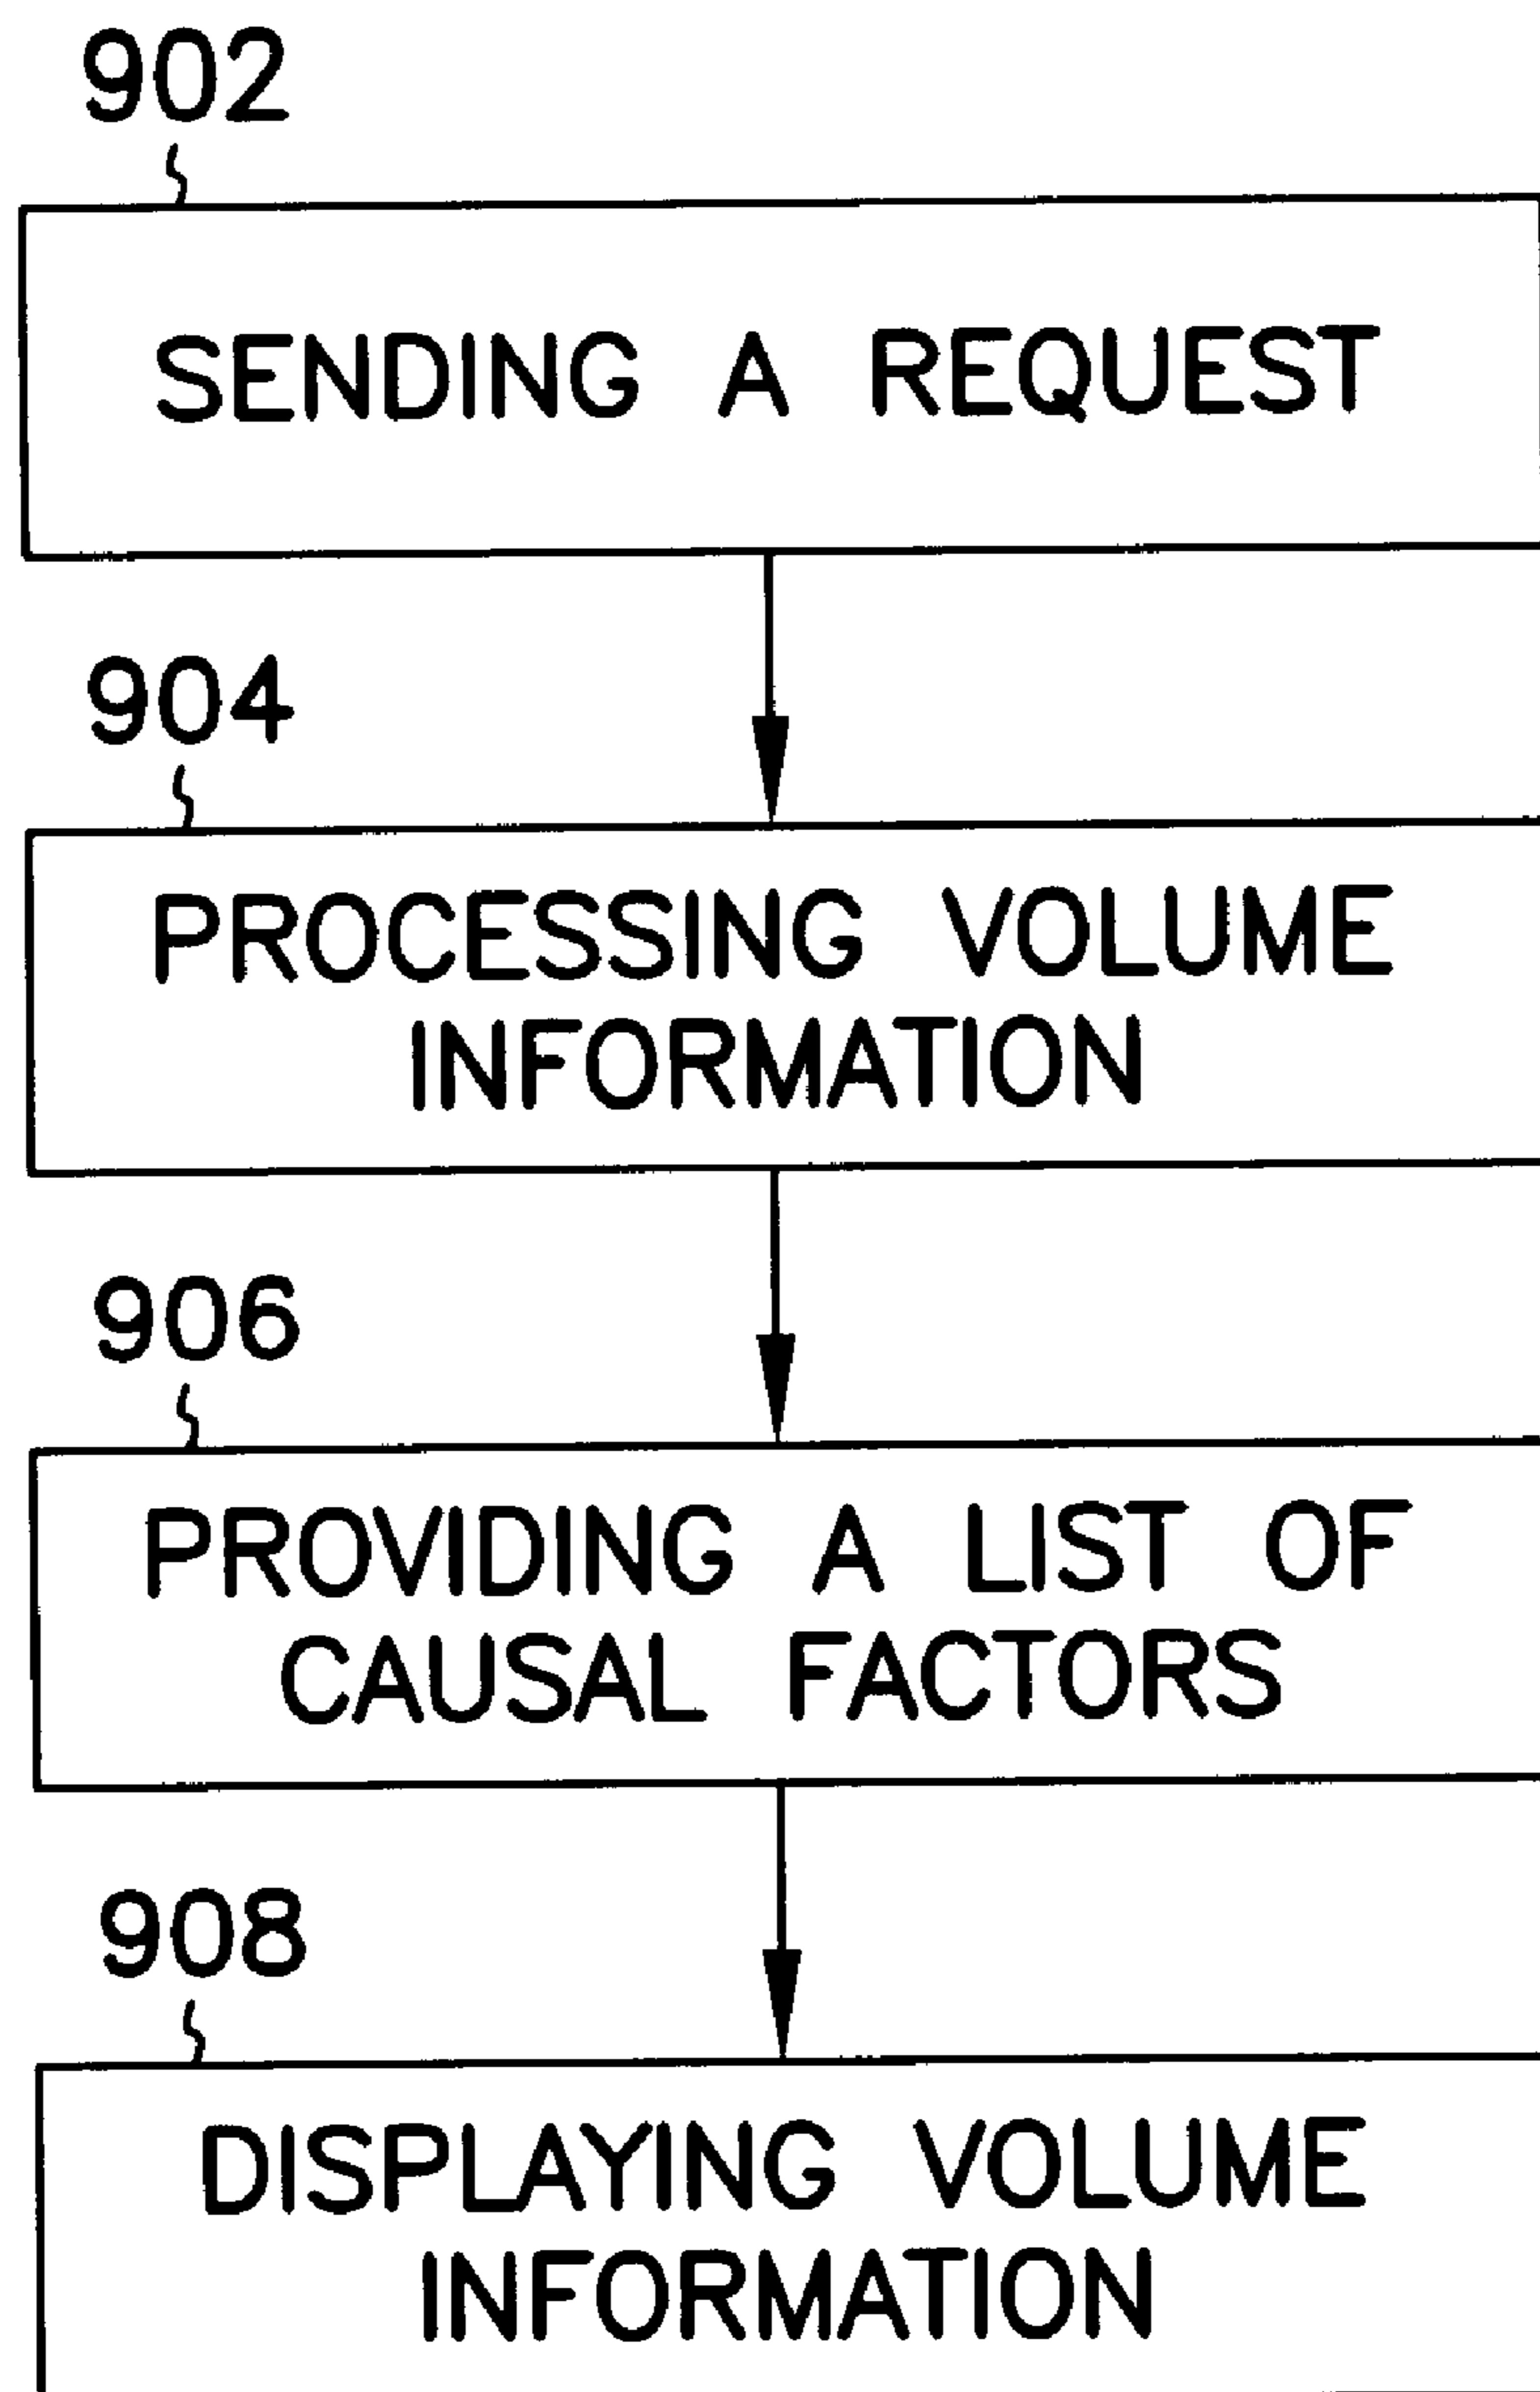 902
SENDING A REQUEST
904
PROCESSING VOLUME
INFORMATION
906
PROVIDING A LIST OF
CAUSAL FACTORS
908
DISPLAYING VOLUME
INFORMATION